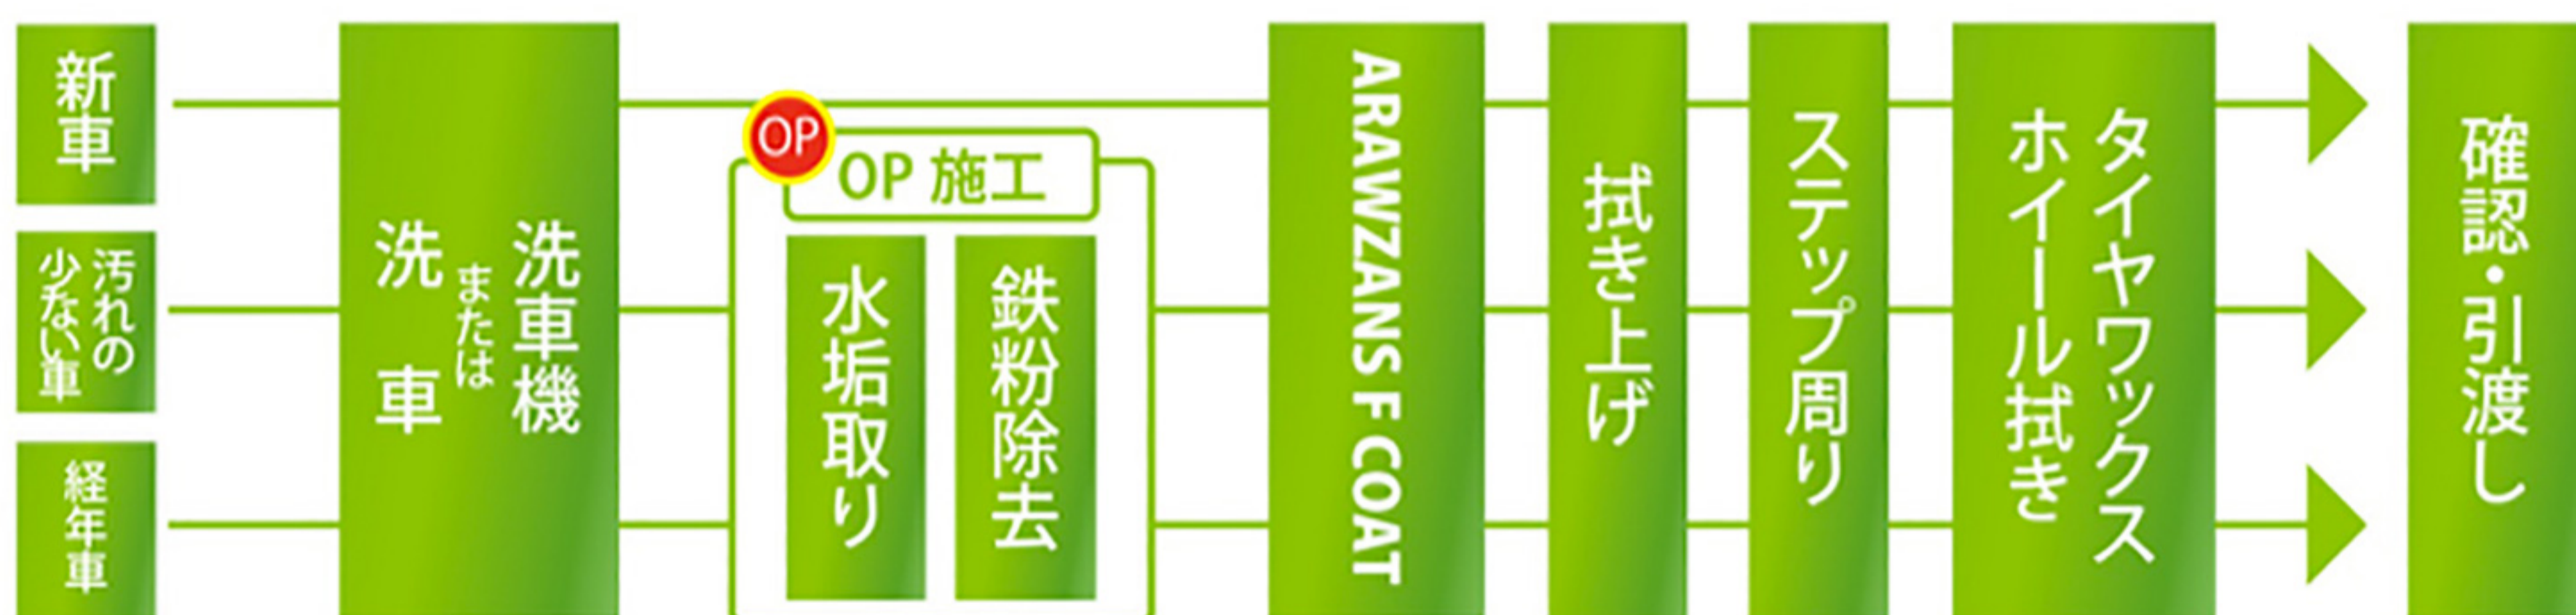 新車
汚れの
少ない車
経年車
洗車機
または
洗車
OP
OP 施工
水垢取り
鉄粉除去
ARAWZANS F COAT
拭き上げ
ステップ周り
タイヤワックス
ホイール拭き
確認・引渡し